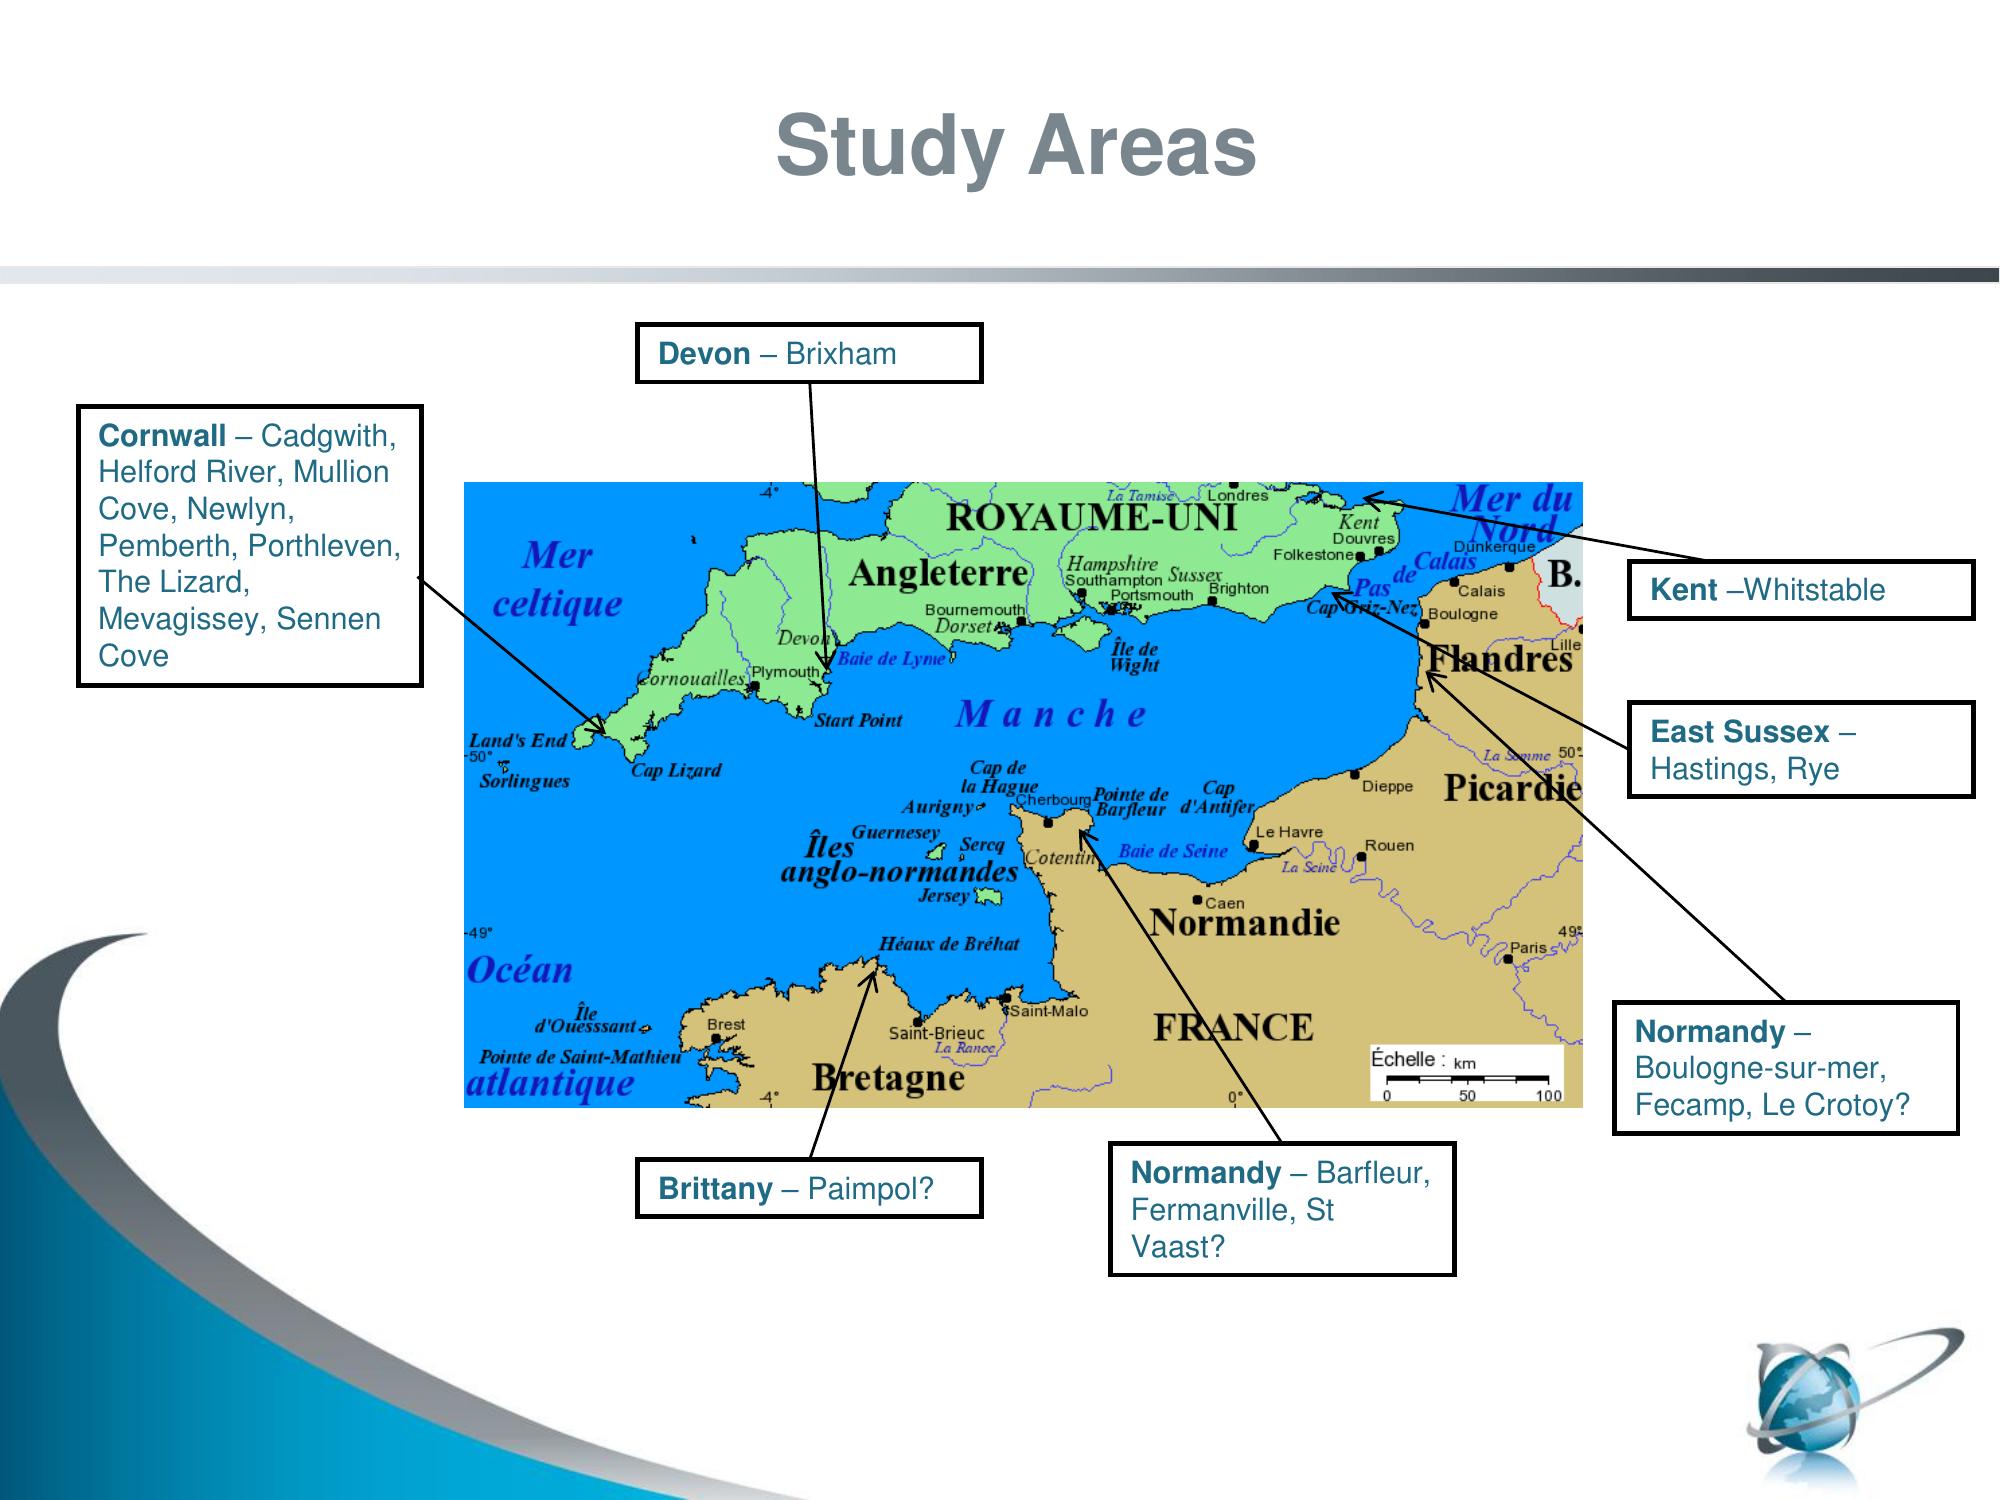 Study Areas
Devon – Brixham
Cornwall – Cadgwith,
Helford River, Mullion
Cove, Newlyn,
Pemberth, Porthleven,
The Lizard,
Mevagissey, Sennen
Cove
-4°
La Tamise
Londres
Mer du
Nord
ROYAUME-UNI
Kent
Douvres
Folkestone
Dunkerque
Mer
celtique
Angleterre
Hampshire
Southampton
Sussex
Portsmouth
Brighton
Pas
de
Calais
Calais
B.
Cap Griz-Nez
Boulogne
Bournemouth
Dorset
Devon
Baie de Lyme
Île de
Wight
Lille
Flandres
Cornouailles
Plymouth
Start Point
Manche
Land's End
50°
Sorlingues
Cap Lizard
Cap de
la Hague
Aurigny
Cherbourg
Pointe de
Barfleur
Cap
d'Antifer
Dieppe
La Somme
50°
Picardie
Guernesey
Îles
anglo-normandes
Sercq
Jersey
Cotentin
Baie de Seine
Le Havre
La Seine
Rouen
Caen
Normandie
49°
49°
Paris
Héaux de Bréhat
Océan
atlantique
Île
d'Ouesssant
Pointe de Saint-Mathieu
Brest
Saint-Brieuc
La Rance
Saint-Malo
Bretagne
FRANCE
-4°
0°
Échelle : km
0 50 100
Kent –Whitstable
East Sussex –
Hastings, Rye
Normandy –
Boulogne-sur-mer,
Fecamp, Le Crotoy?
Brittany – Paimpol?
Normandy – Barfleur,
Fermanville, St
Vaast?